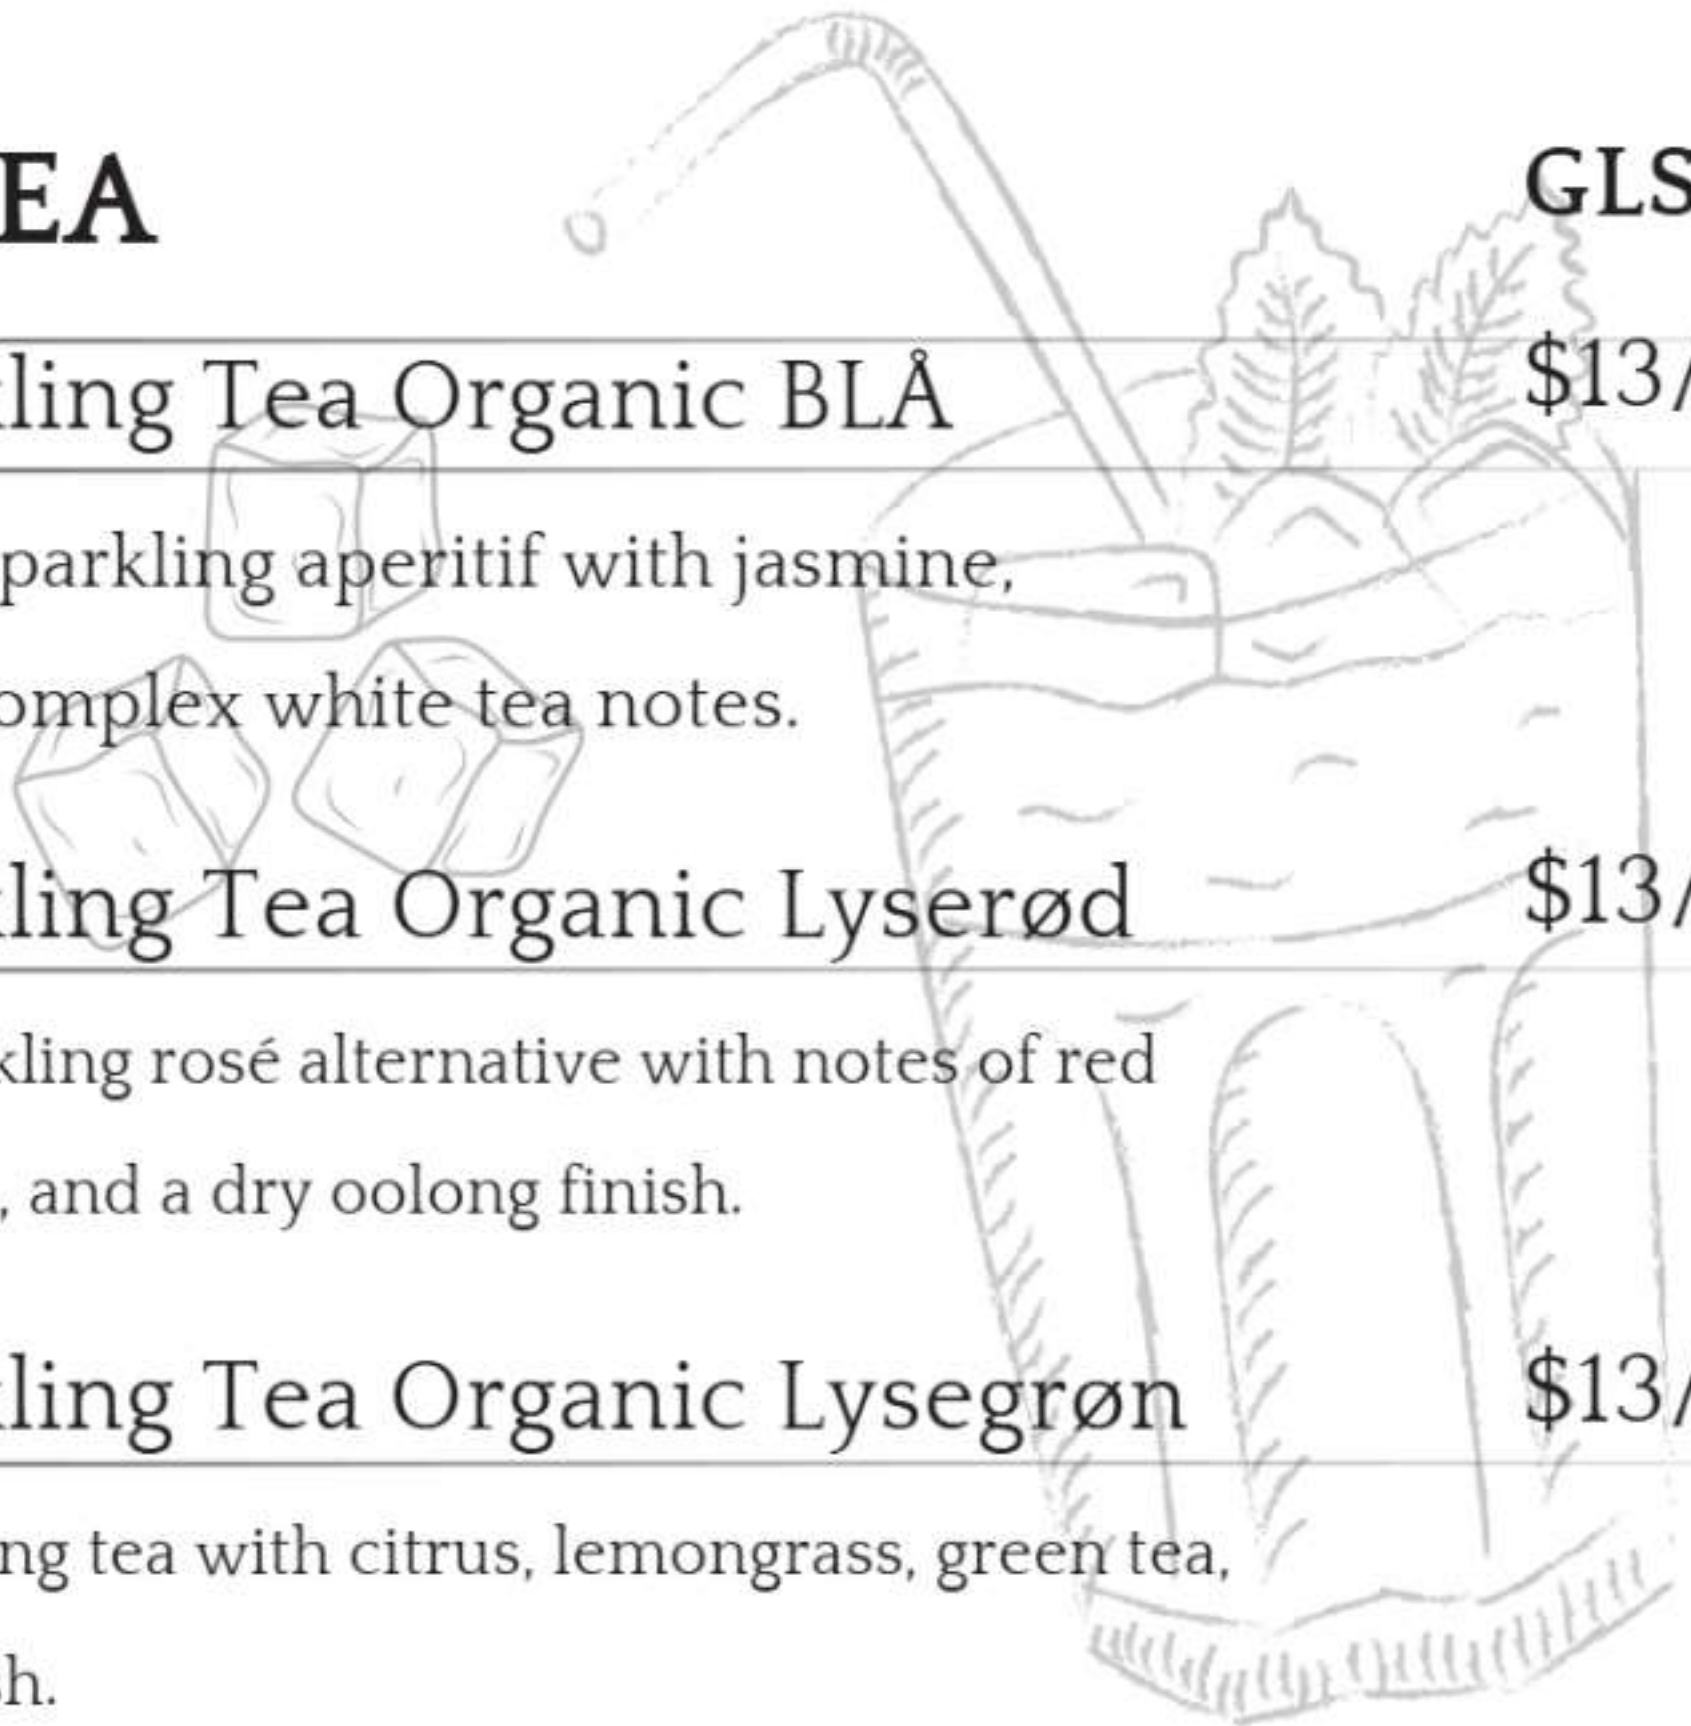 EA GLS
ling Tea Organic BLÅ $13/
parkling aperitif with jasmine,
omplex white tea notes.
ling Tea Organic Lyserød $13/
kling rosé alternative with notes of red
, and a dry oolong finish.
ling Tea Organic Lysegrøn $13/
ng tea with citrus, lemongrass, green tea,
sh.